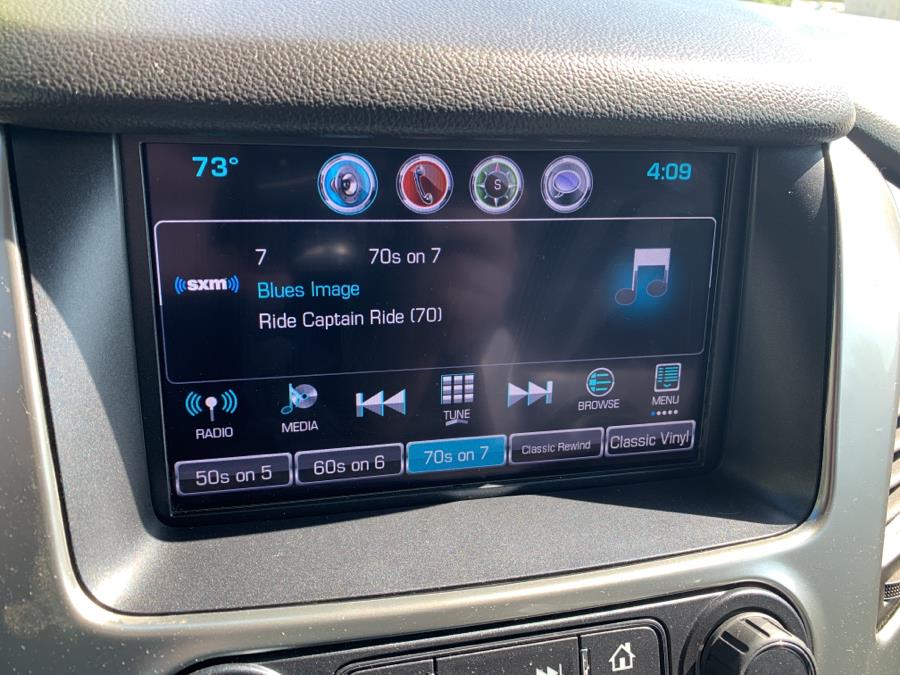 73° 4:09
S
7 70s on 7
sxm
Blues Image
Ride Captain Ride (70)
RADIO MEDIA TUNE BROWSE MENU
50s on 5 60s on 6 70s on 7 Classic Rewind Classic Vinyl